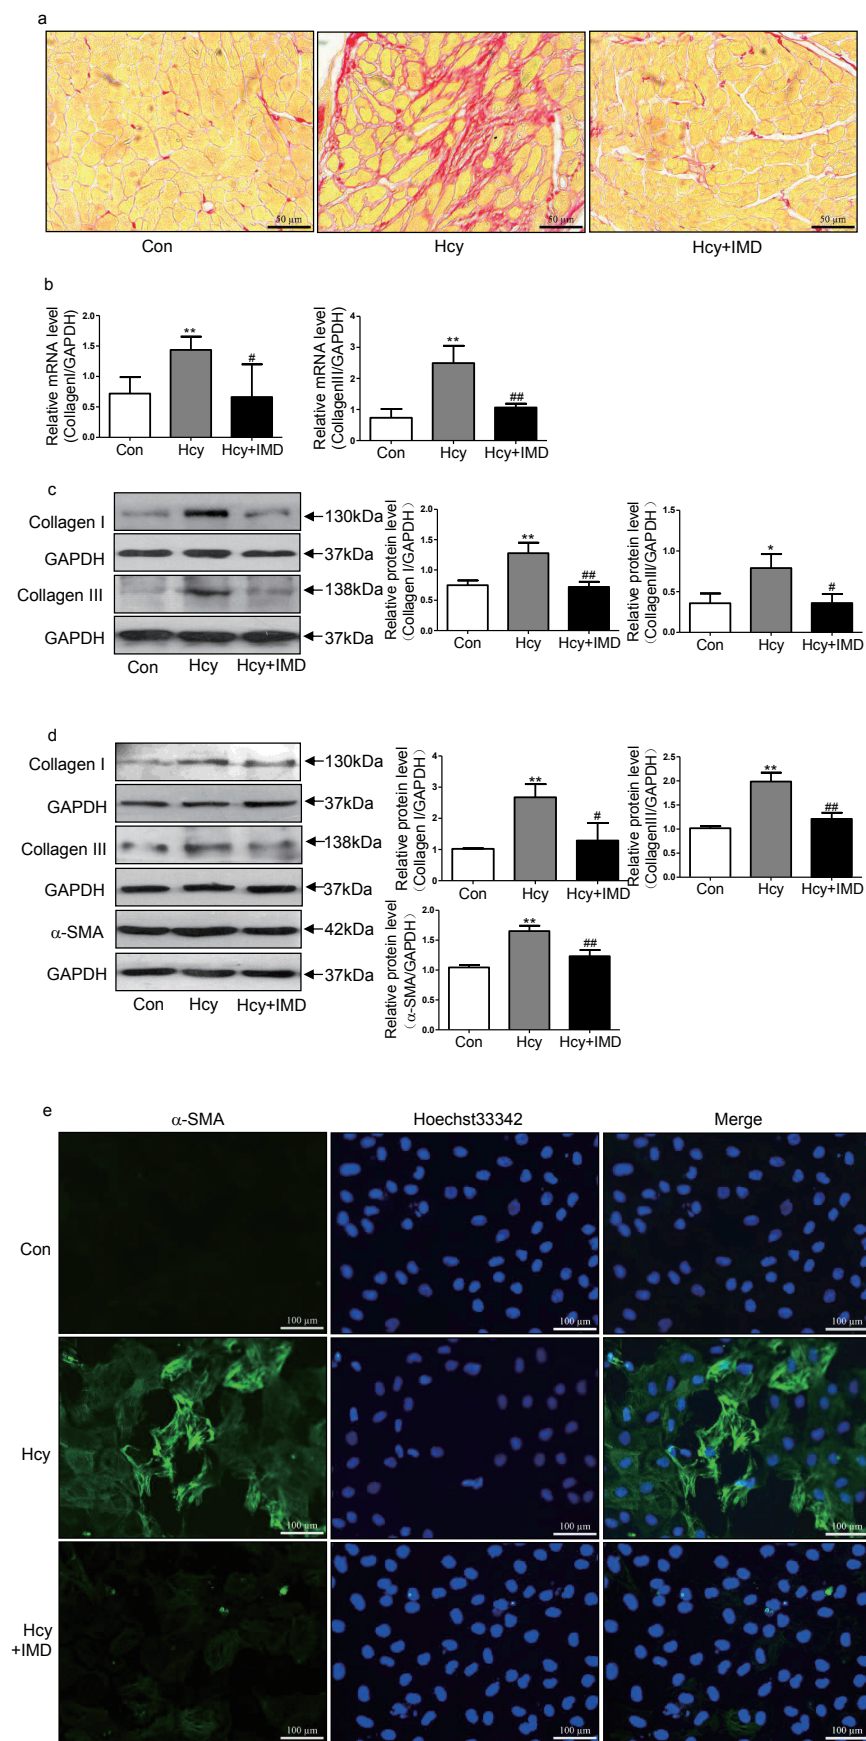 a
50 µm
50 µm
50 µm
Con
Hcy
Hcy+IMD
b
Relative mRNA level
(CollagenI/GAPDH)
2.0
1.5
1.0
0.5
0.0
**
#
Con
Hcy
Hcy+IMD
Relative mRNA level
(CollagenIII/GAPDH)
4
3
2
1
0
**
##
Con
Hcy
Hcy+IMD
c
Collagen I
130kDa
GAPDH
37kDa
Collagen III
138kDa
GAPDH
37kDa
Con
Hcy
Hcy+IMD
Relative protein level
(Collagen I/GAPDH)
2.0
1.5
1.0
0.5
0.0
**
##
Con
Hcy
Hcy+IMD
Relative protein level
(CollagenIII/GAPDH)
1.5
1.0
0.5
0.0
*
#
Con
Hcy
Hcy+IMD
d
Collagen I
130kDa
GAPDH
37kDa
Collagen III
138kDa
GAPDH
37kDa
α-SMA
42kDa
GAPDH
37kDa
Con
Hcy
Hcy+IMD
Relative protein level
(Collagen I/GAPDH)
4
3
2
1
0
**
#
Con
Hcy
Hcy+IMD
Relative protein level
(CollagenIII/GAPDH)
2.5
2.0
1.5
1.0
0.5
0.0
**
##
Con
Hcy
Hcy+IMD
Relative protein level
(α-SMA/GAPDH)
2.0
1.5
1.0
0.5
0.0
**
##
Con
Hcy
Hcy+IMD
e
α-SMA
Hoechst33342
Merge
Con
100 µm
100 µm
100 µm
Hcy
100 µm
100 µm
100 µm
Hcy
+IMD
100 µm
100 µm
100 µm